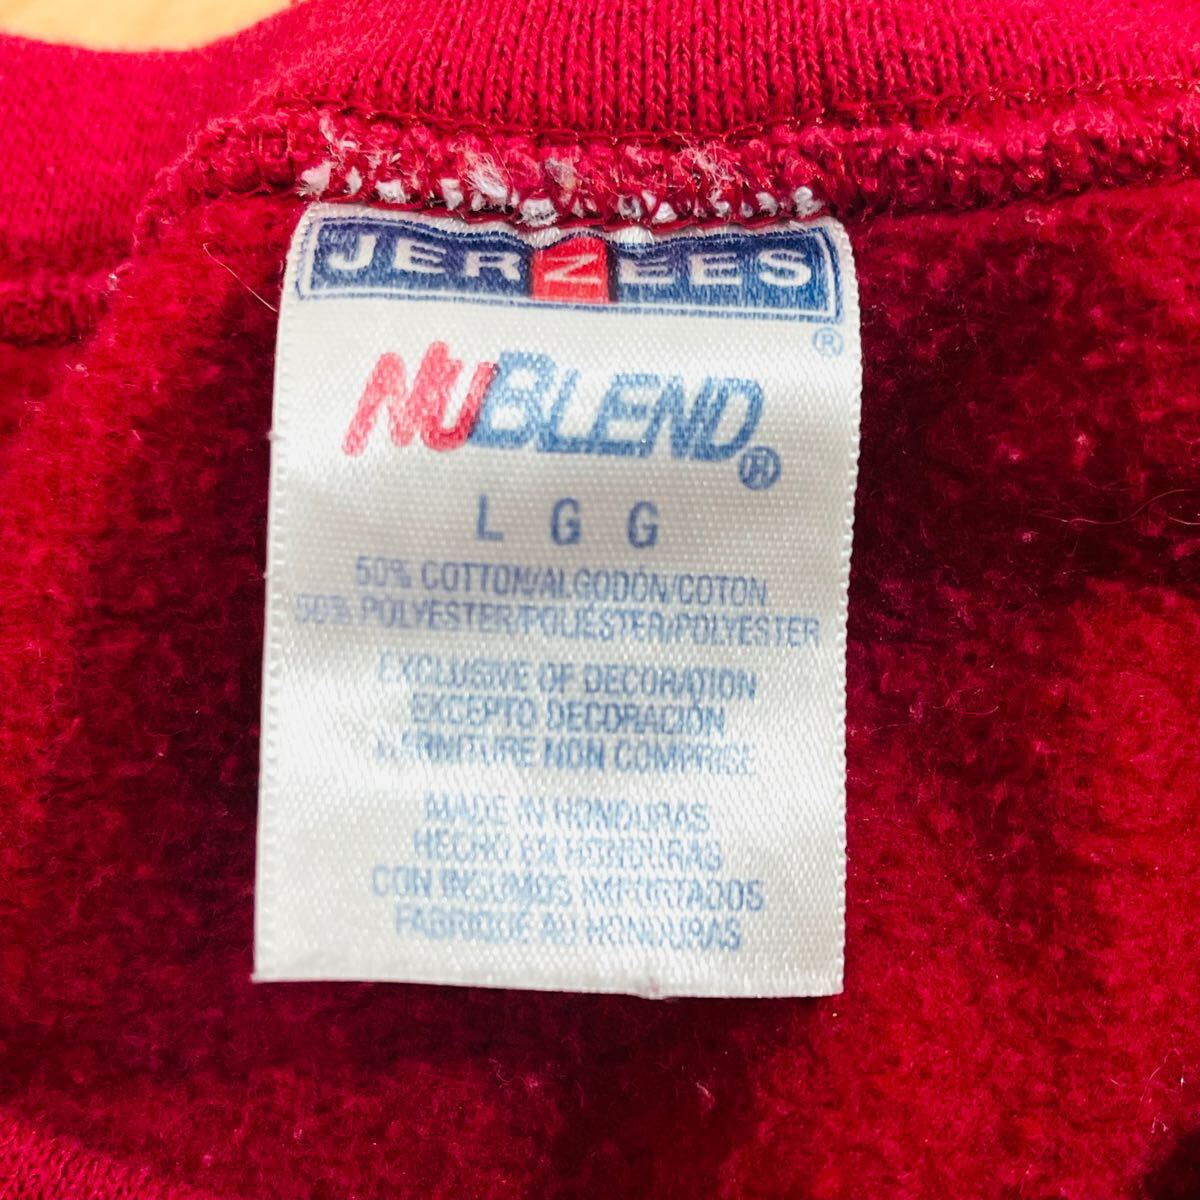 JERZEES
®
NUBLEND®
L G G
50% COTTON/ALGODÓN/COTON
50% POLYESTER/POLIÉSTER/POLYESTER
EXCLUSIVE OF DECORATION
EXCEPTO DECORACIÓN
GARNITURE NON COMPRISE
MADE IN HONDURAS
HECHO EN HONDURAS
CON INSUMOS IMPORTADOS
FABRIQUE AU HONDURAS